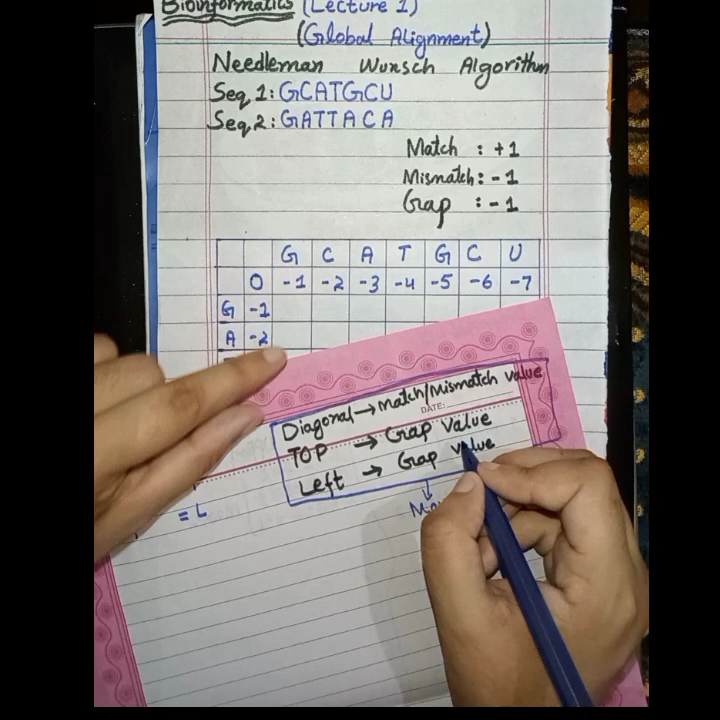 Bioinformatics (Lecture 1)
(Global Alignment)
Needleman Wunsch Algorithm
Seq 1: GCATGCU
Seq 2: GATTACA
Match : +1
Mismatch: -1
Gap : -1
G C A T G C U
0 -1 -2 -3 -4 -5 -6 -7
G -1
A -2
Diagonal → Match/Mismatch value
DATE:
TOP → Gap Value
Left → Gap value
↓
= L